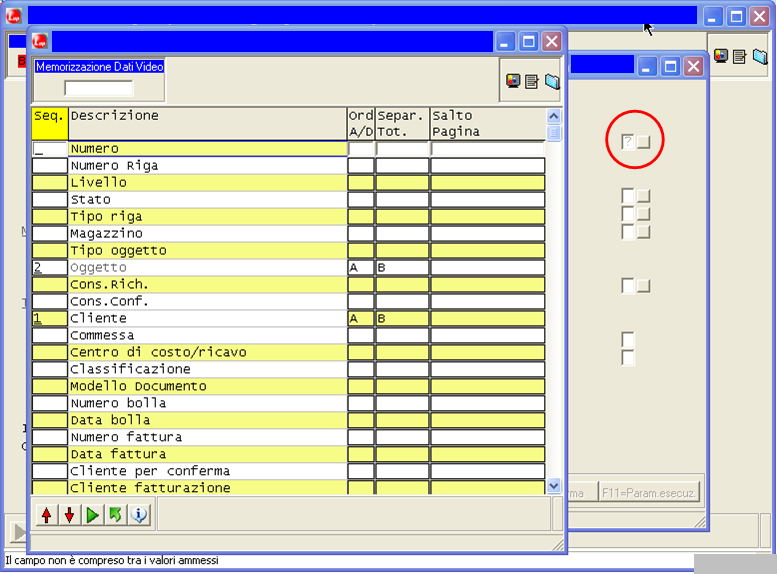 Memorizzazione Dati Video
Seq. Descrizione Ord A/D Separ. Tot. Salto Pagina
_ Numero
Numero Riga
Livello
Stato
Tipo riga
Magazzino
Tipo oggetto
2 Oggetto A B
Cons.Rich.
Cons.Conf.
1 Cliente A B
Commessa
Centro di costo/ricavo
Classificazione
Modello Documento
Numero bolla
Data bolla
Numero fattura
Data fattura
Cliente per conferma
Cliente fatturazione
?
rma F11=Param.esecuz.
Il campo non è compreso tra i valori ammessi